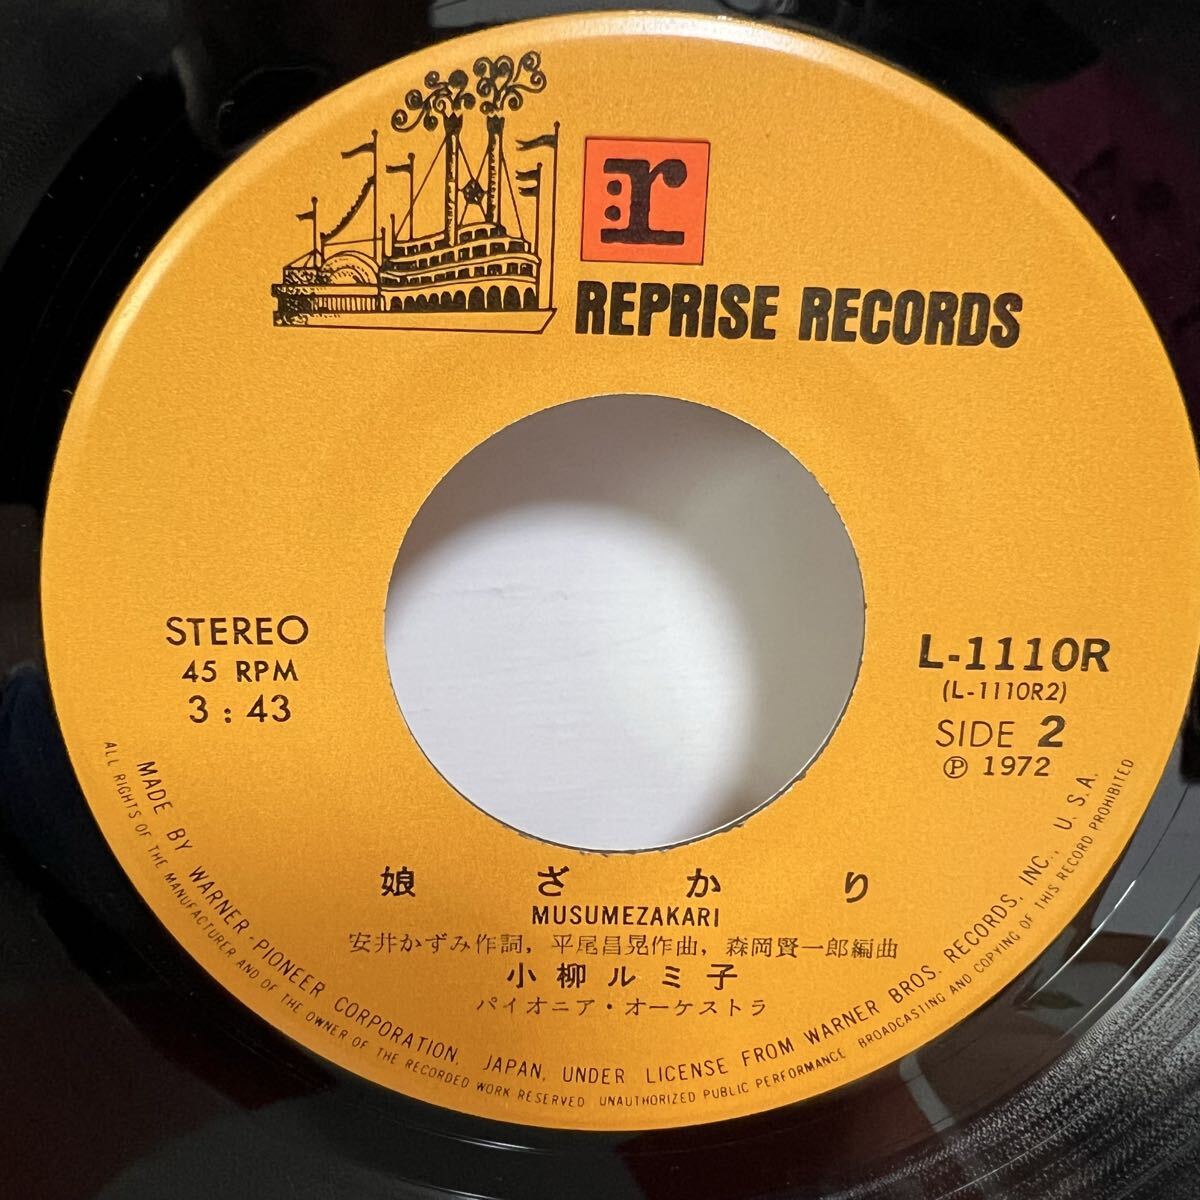 r
REPRISE RECORDS
STEREO
45 RPM
3:43
L-1110R
(L-1110R2)
SIDE 2
Ⓟ 1972
娘ざかり
MUSUMEZAKARI
安井かずみ作詞, 平尾昌晃作曲, 森岡賢一郎編曲
小柳ルミ子
パイオニア・オーケストラ
MADE BY WARNER-PIONEER CORPORATION, JAPAN, UNDER LICENSE FROM WARNER BROS. RECORDS, INC., U.S.A.
ALL RIGHTS OF THE MANUFACTURER AND OF THE OWNER OF THE RECORDED WORK RESERVED UNAUTHORIZED PUBLIC PERFORMANCE BROADCASTING AND COPYING OF THIS RECORD PROHIBITED